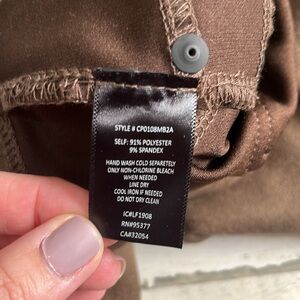 STYLE # CP0108MB2A
SELF: 91% POLYESTER
9% SPANDEX
HAND WASH COLD SEPARETELY
ONLY NON-CHLORINE BLEACH
WHEN NEEDED
LINE DRY
COOL IRON IF NEEDED
DO NOT DRY CLEAN
IC#LF1908
RN#95377
CA#32054